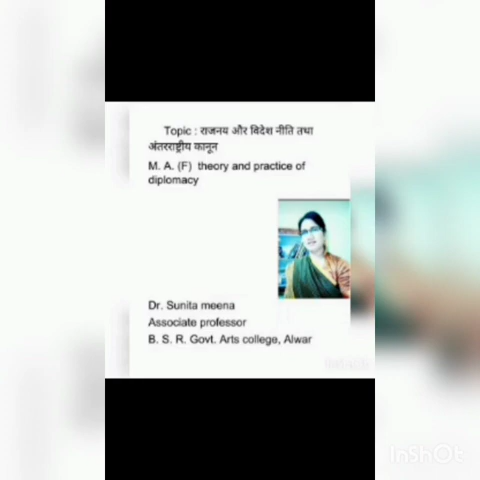 Topic : राजनय और विदेश नीति तथा
अंतरराष्ट्रीय कानून
M. A. (F) theory and practice of
diplomacy
Dr. Sunita meena
Associate professor
B. S. R. Govt. Arts college, Alwar
InShOt